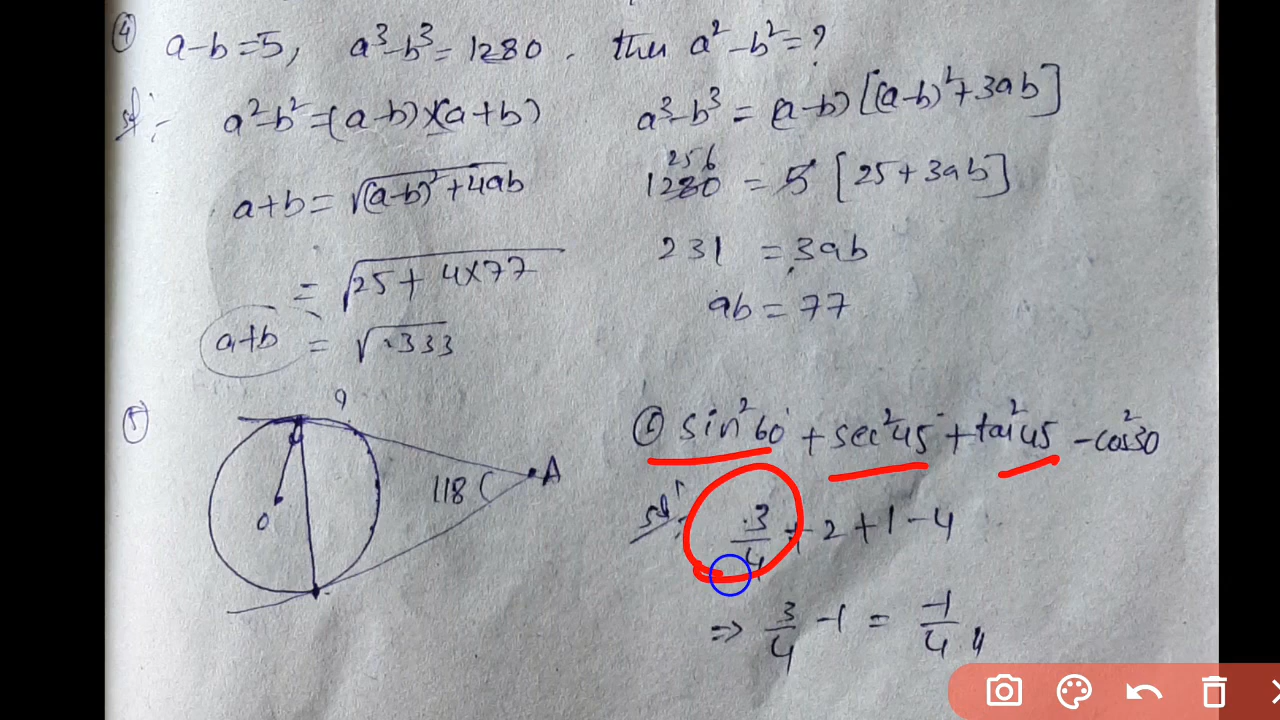 ④ a-b=5, a³-b³=1280. then a²-b²=?
Sol:- a²-b²=(a-b)×(a+b)
a+b=√(a-b)²+4ab
=√25+4×77
a+b=√333
a³-b³=(a-b)[(a-b)²+3ab]
256
1280=5[25+3ab]
231=3ab
ab=77
⑤
118
A
O
⑥ sin²60+sec²45+tan²45-cos²30
Sol:- 3/4+2+1-4
⇒ 3/4-1=-1/4